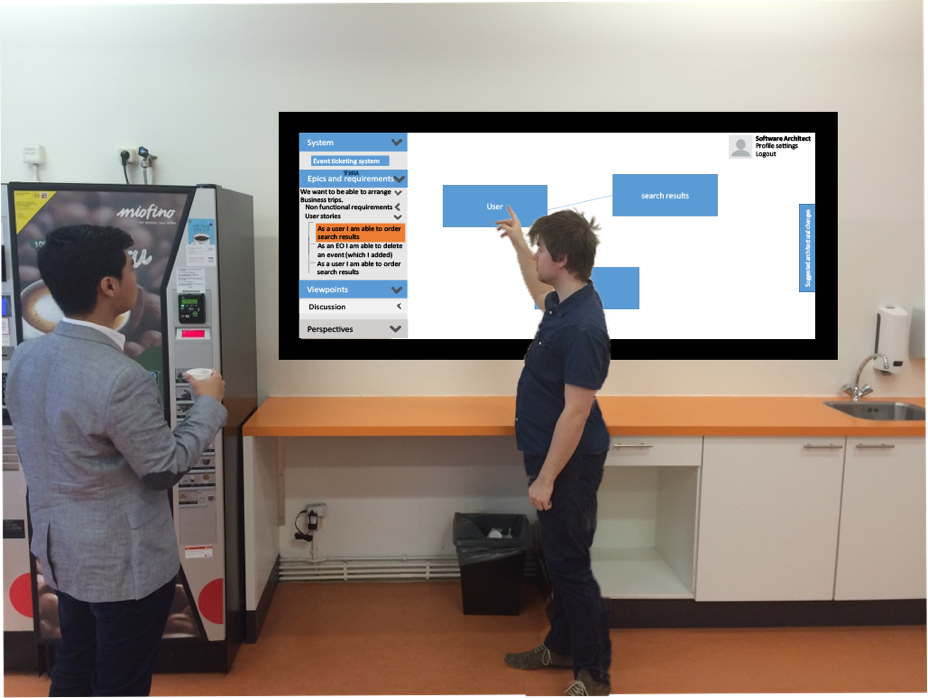 System
Event ticketing system
Epics and requirements
We want to be able to arrange
Business trips.
Non functional requirements
User stories
As a user I am able to order
search results
As an EO I am able to delete
an event (which I added)
As a user I am able to order
search results
Viewpoints
Discussion
Perspectives
User
search results
Software Architect
Profile settings
Logout
Suggested architectural changes
miofino